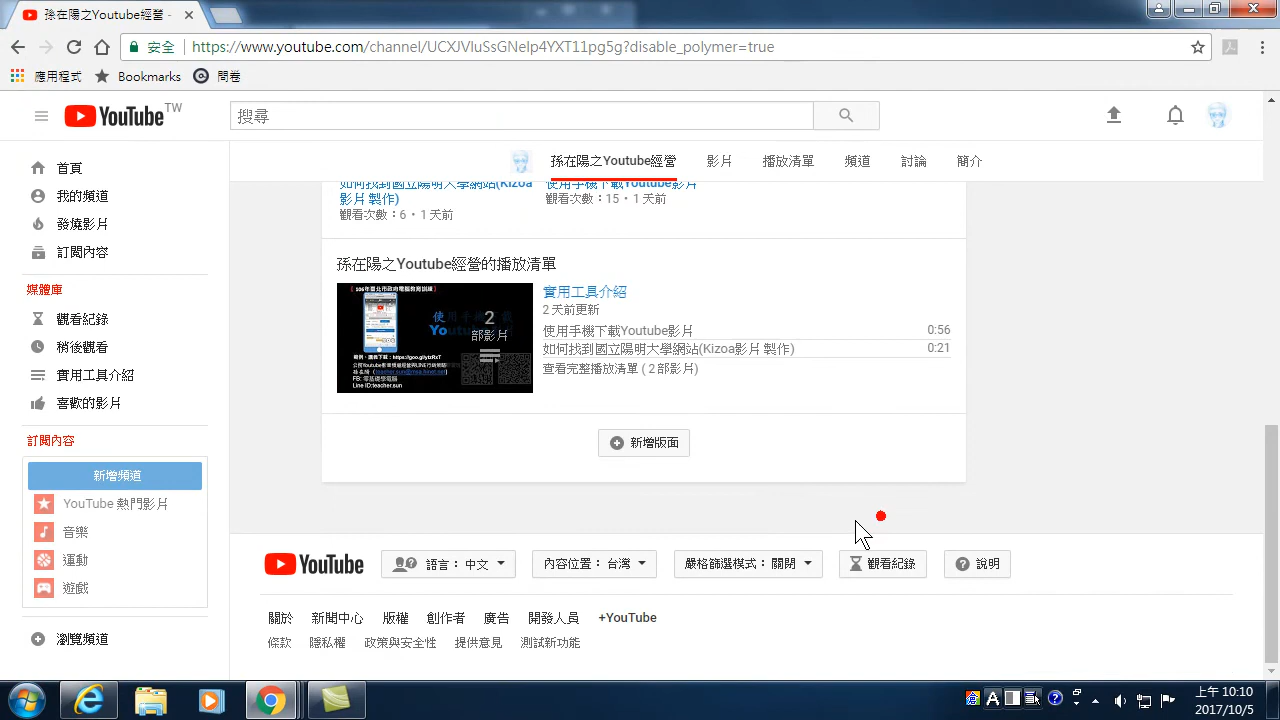 孫在陽之Youtube經營 -
安全
https://www.youtube.com/channel/UCXJVIuSsGNeIp4YXT11pg5g?disable_polymer=true
應用程式
Bookmarks
問卷
YouTube TW
搜尋
孫在陽之Youtube經營
影片
播放清單
頻道
討論
簡介
首頁
我的頻道
發燒影片
訂閱內容
媒體庫
觀看紀錄
稍後觀看
實用工具介紹
喜歡的影片
訂閱內容
新增頻道
YouTube 熱門影片
音樂
運動
遊戲
瀏覽頻道
如何找到國立陽明大學網站(Kizoa
影片製作)
觀看次數：6・1 天前
使用手機下載Youtube影片
觀看次數：15・1 天前
孫在陽之Youtube經營的播放清單
2
部影片
實用工具介紹
2 天前更新
使用手機下載Youtube影片 0:56
如何找到國立陽明大學網站(Kizoa影片製作) 0:21
查看完整播放清單 ( 2 部影片)
新增版面
YouTube
語言： 中文
內容位置： 台灣
嚴格篩選模式： 關閉
觀看紀錄
說明
關於
新聞中心
版權
創作者
廣告
開發人員
+YouTube
條款
隱私權
政策與安全性
提供意見
測試新功能
上午 10:10
2017/10/5